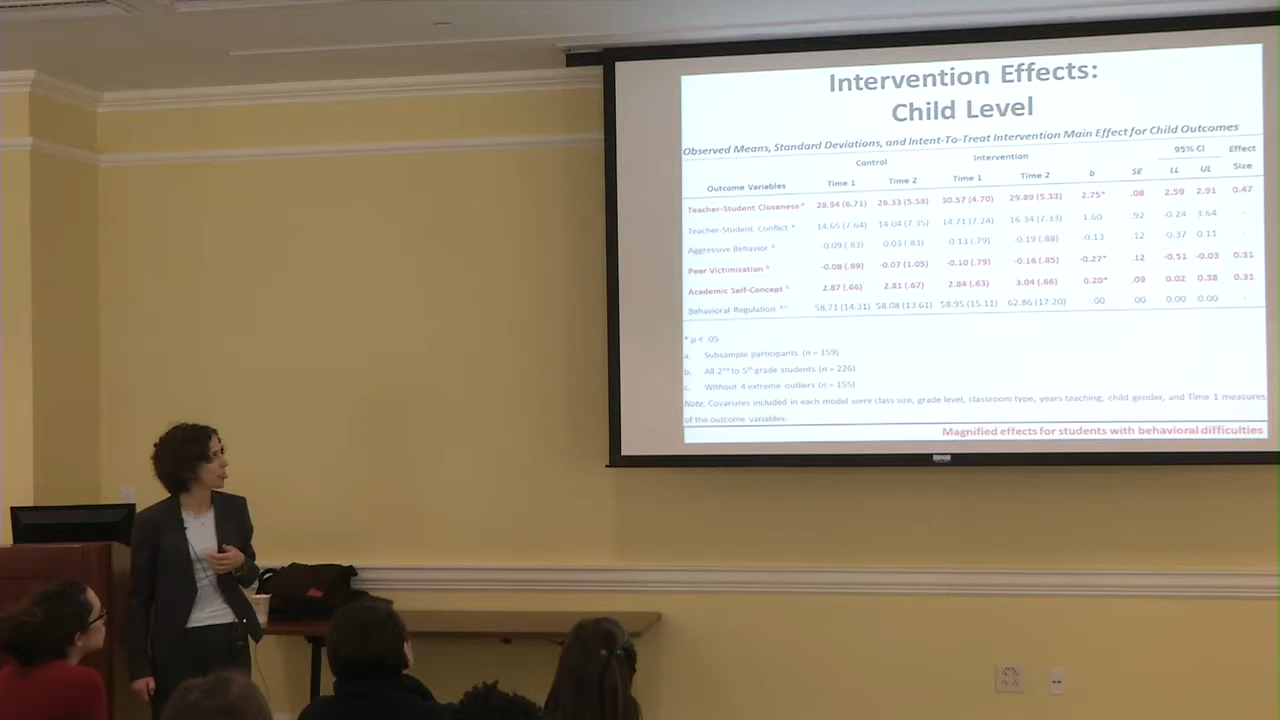 Intervention Effects:
Child Level
Observed Means, Standard Deviations, and Intent-To-Treat Intervention Main Effect for Child Outcomes
Control Intervention 95% CI Effect
Outcome Variables Time 1 Time 2 Time 1 Time 2 b SE LL UL Size
Teacher-Student Closeness a 28.94 (6.71) 26.33 (5.58) 30.57 (4.70) 29.89 (5.33) 2.75* .08 2.59 2.91 0.47
Teacher-Student Conflict a 14.65 (7.64) 14.04 (7.35) 14.71 (7.24) 16.34 (7.33) 1.60 .92 -0.24 3.64 -
Aggressive Behavior b -0.09 (.83) 0.03 (.83) 0.13 (.79) -0.19 (.88) -0.13 .12 -0.37 0.11 -
Peer Victimization b -0.08 (.89) -0.07 (1.05) -0.10 (.79) -0.16 (.85) -0.27* .12 -0.51 -0.03 0.31
Academic Self-Concept b 2.87 (.66) 2.81 (.67) 2.84 (.63) 3.04 (.66) 0.20* .09 0.02 0.38 0.31
Behavioral Regulation 58.71 (14.31) 58.08 (13.61) 58.95 (15.11) 62.86 (17.20) -.00 .00 0.00 0.00 -
* p < .05
a. Subsample participants (n = 159)
b. All 2nd to 5th grade students (n = 226)
c. Without 4 extreme outliers (n = 155)
Note. Covariates included in each model were class size, grade level, classroom type, years teaching, child gender, and Time 1 measures
of the outcome variables.
Magnified effects for students with behavioral difficulties